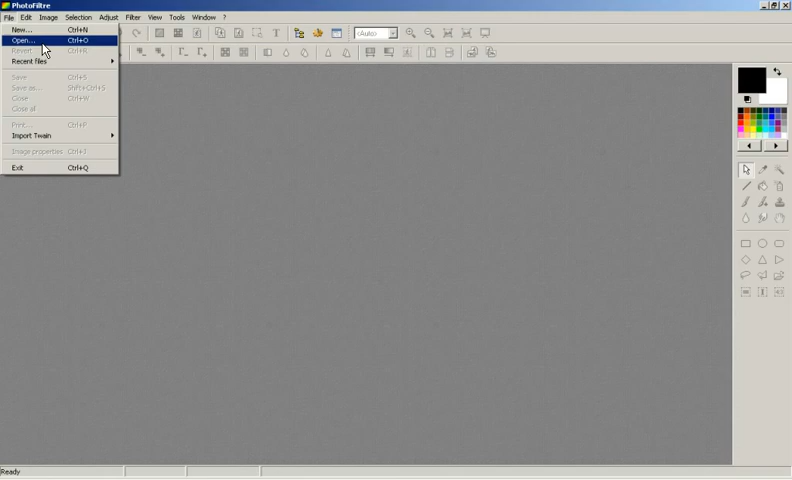 PhotoFiltre
File Edit Image Selection Adjust Filter View Tools Window ?
New... Ctrl+N
Open... Ctrl+O
Revert Ctrl+R
Recent files
Save Ctrl+S
Save as... Shift+Ctrl+S
Close Ctrl+W
Close all
Print... Ctrl+P
Import Twain
Image properties Ctrl+J
Exit Ctrl+Q
<Auto>
Ready